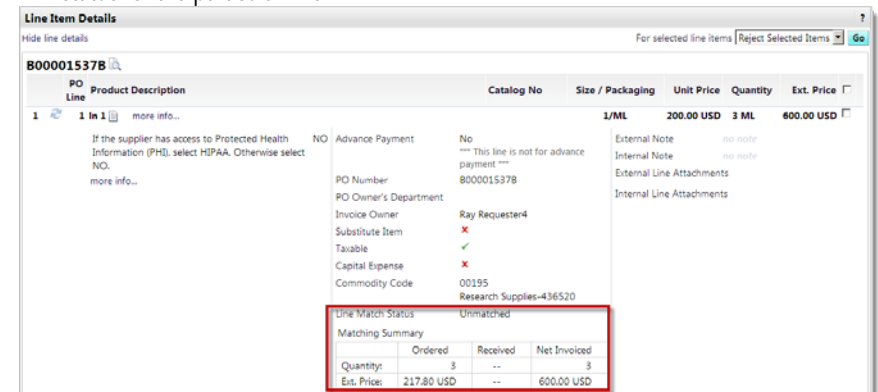 Line Item Details ?
Hide line details For selected line items Reject Selected Items Go
B00001537B
PO Line Product Description Catalog No Size / Packaging Unit Price Quantity Ext. Price
1 1 In 1 more info... 1/ML 200.00 USD 3 ML 600.00 USD
If the supplier has access to Protected Health Information (PHI), select HIPAA. Otherwise select NO. NO
more info...
Advance Payment No
*** This line is not for advance payment ***
PO Number B00001537B
PO Owner's Department
Invoice Owner Ray Requester4
Substitute Item x
Taxable ✓
Capital Expense x
Commodity Code 00195
Research Supplies-436520
Line Match Status Unmatched
Matching Summary
Ordered Received Net Invoiced
Quantity: 3 -- 3
Ext. Price: 217.80 USD -- 600.00 USD
External Note no note
Internal Note no note
External Line Attachments
Internal Line Attachments